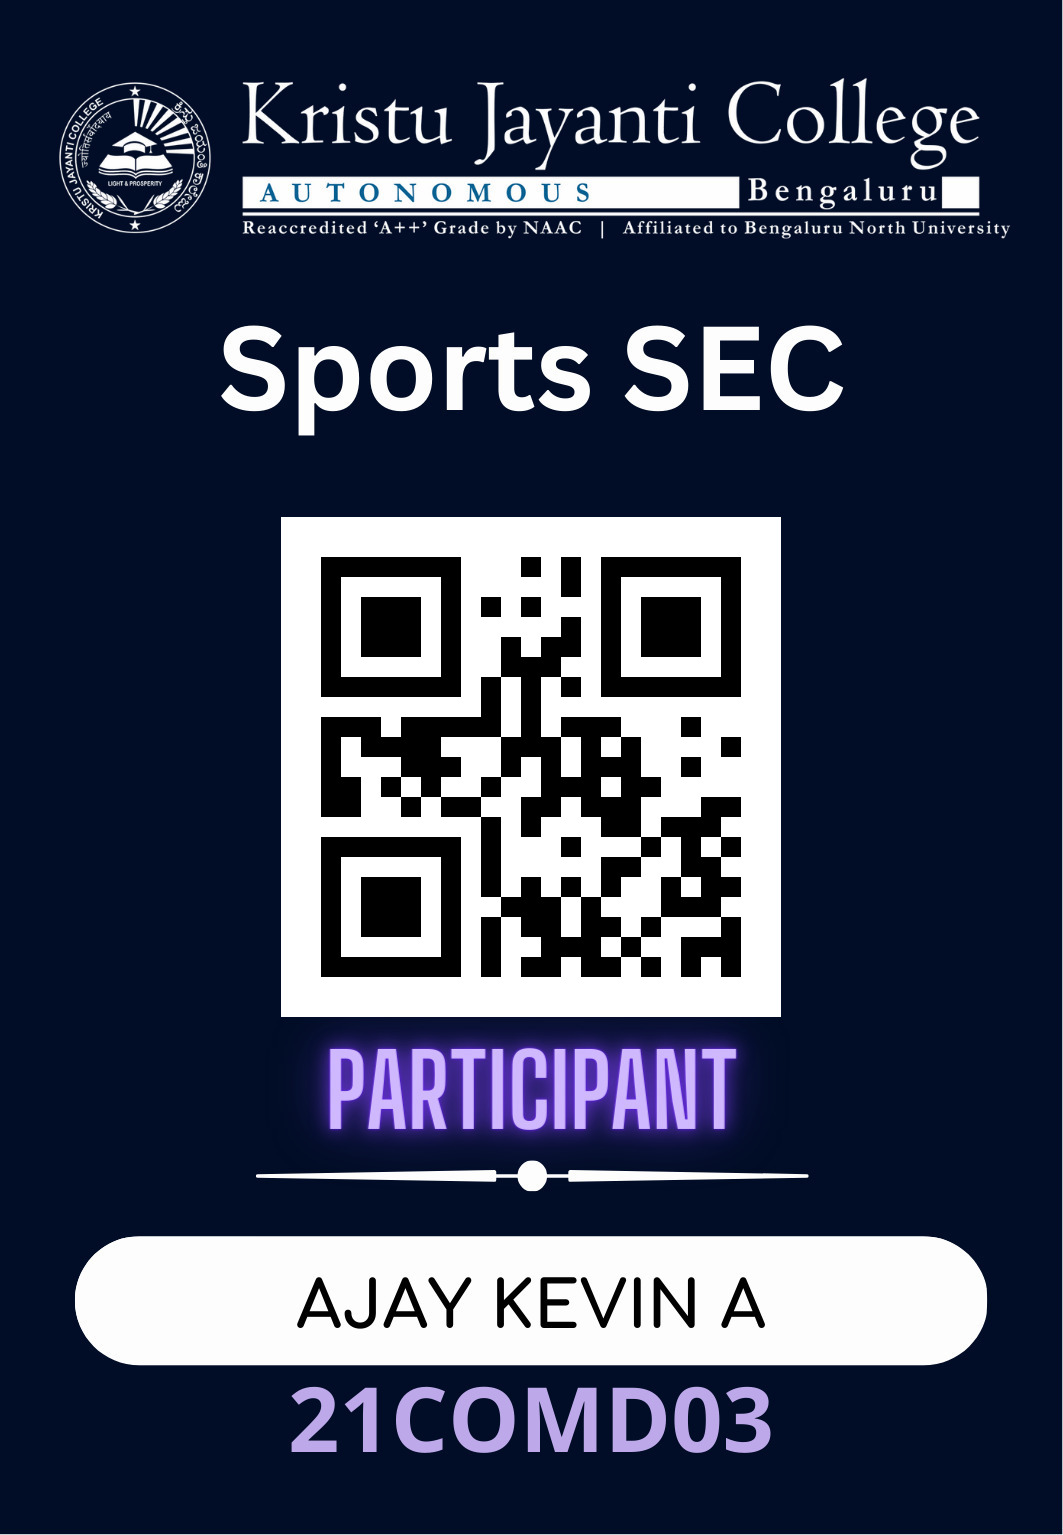 Kristu Jayanti College
AUTONOMOUS Bengaluru
Reaccredited ‘A++’ Grade by NAAC | Affiliated to Bengaluru North University
KRISTU JAYANTI COLLEGE
LIGHT & PROSPERITY
Sports SEC
PARTICIPANT
AJAY KEVIN A
21COMD03